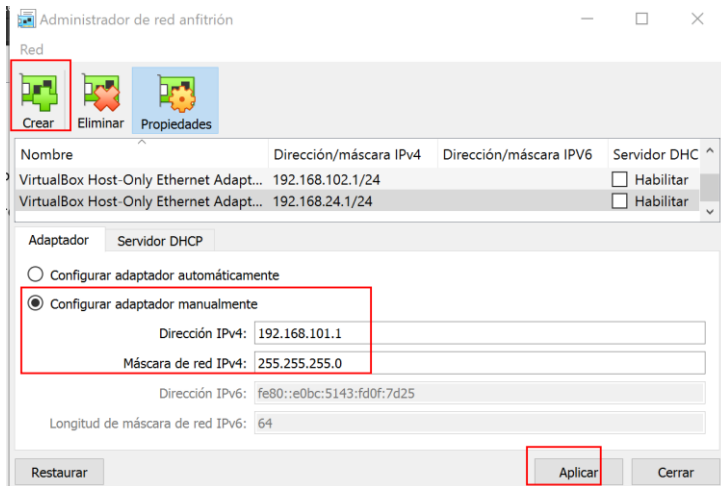 Administrador de red anfitrión
Red
Crear Eliminar Propiedades
Nombre Dirección/máscara IPv4 Dirección/máscara IPV6 Servidor DHC
VirtualBox Host-Only Ethernet Adapt... 192.168.102.1/24 Habilitar
VirtualBox Host-Only Ethernet Adapt... 192.168.24.1/24 Habilitar
Adaptador Servidor DHCP
Configurar adaptador automáticamente
Configurar adaptador manualmente
Dirección IPv4: 192.168.101.1
Máscara de red IPv4: 255.255.255.0
Dirección IPv6: fe80::e0bc:5143:fd0f:7d25
Longitud de máscara de red IPv6: 64
Restaurar Aplicar Cerrar